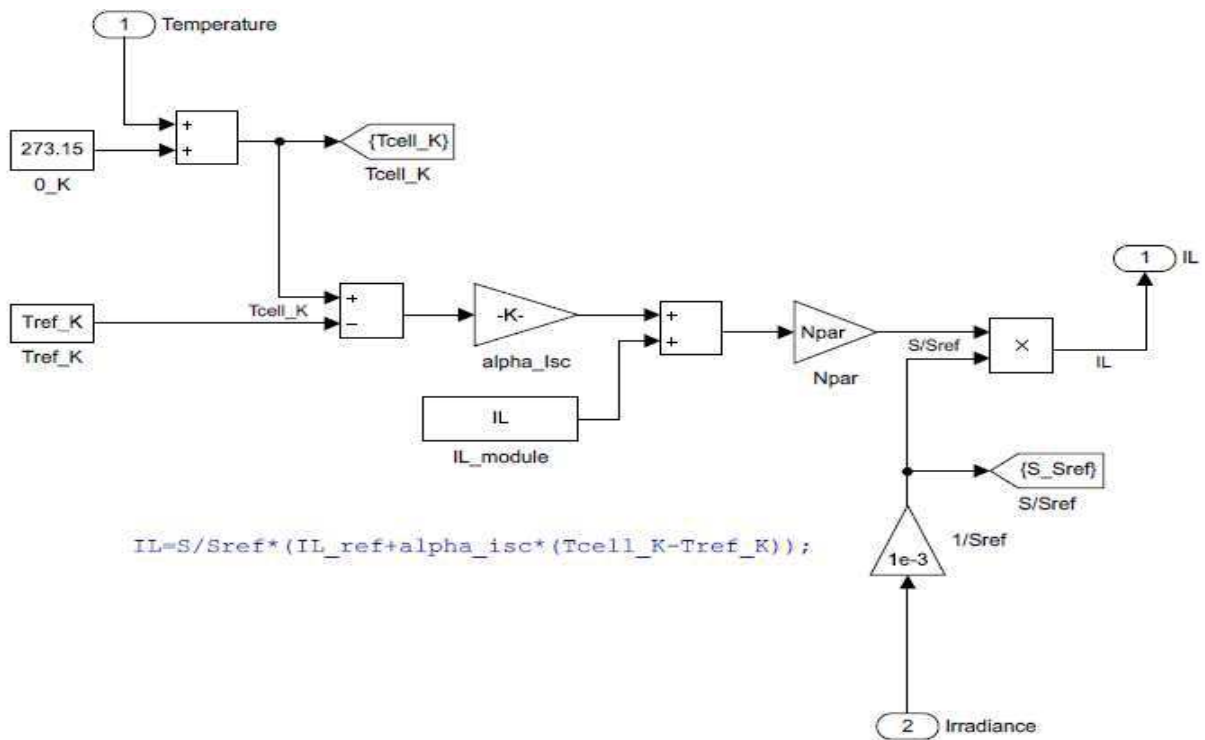 1 Temperature
+
273.15
+
{Tcell_K}
0_K
Tcell_K
1 IL
Tref_K
Tcell_K
+
−
-K-
+
+
Npar
S/Sref
×
IL
Tref_K
alpha_Isc
Npar
IL
IL_module
{S_Sref}
S/Sref
IL=S/Sref*(IL_ref+alpha_isc*(Tcell_K-Tref_K));
1/Sref
1e-3
2 Irradiance